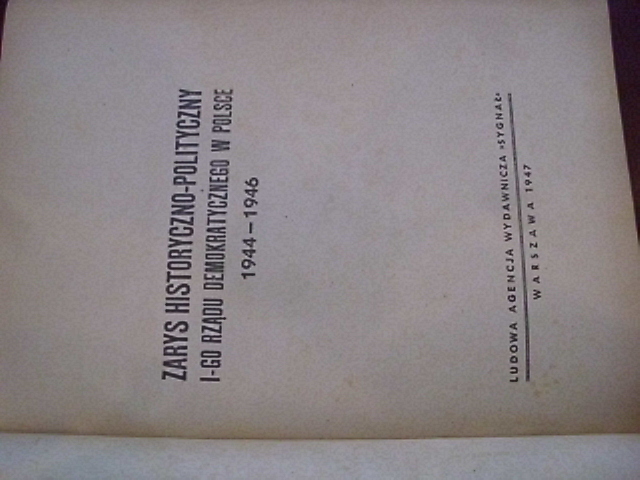 ZARYS HISTORYCZNO-POLITYCZNY
I-GO RZĄDU DEMOKRATYCZNEGO W POLSCE
1944–1946
LUDOWA AGENCJA WYDAWNICZA »SYGNAŁ«
WARSZAWA 1947